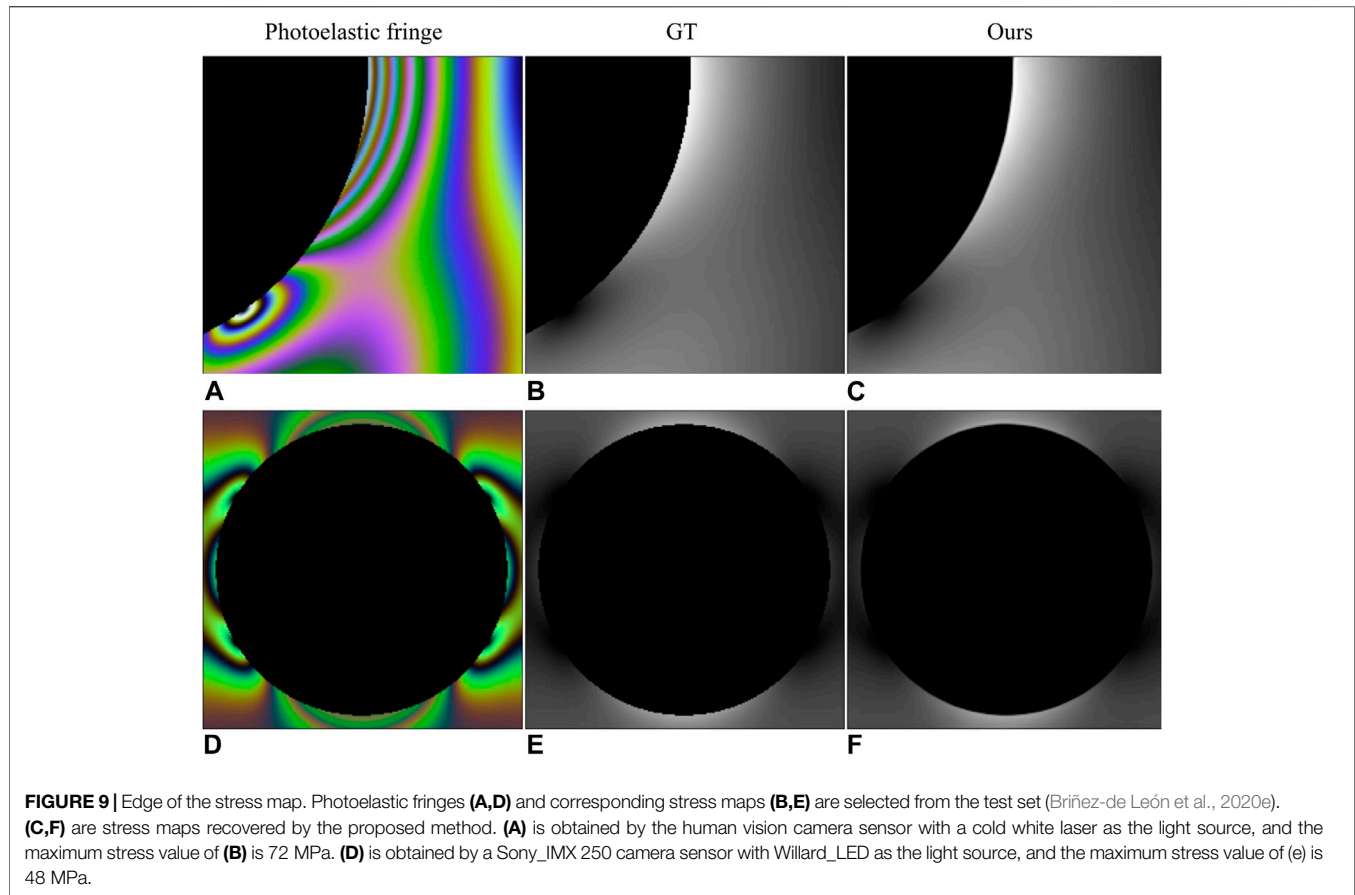 Photoelastic fringe GT Ours
A B C
D E F
FIGURE 9 | Edge of the stress map. Photoelastic fringes (A,D) and corresponding stress maps (B,E) are selected from the test set (Briñez-de León et al., 2020e).
(C,F) are stress maps recovered by the proposed method. (A) is obtained by the human vision camera sensor with a cold white laser as the light source, and the
maximum stress value of (B) is 72 MPa. (D) is obtained by a Sony_IMX 250 camera sensor with Willard_LED as the light source, and the maximum stress value of (e) is
48 MPa.